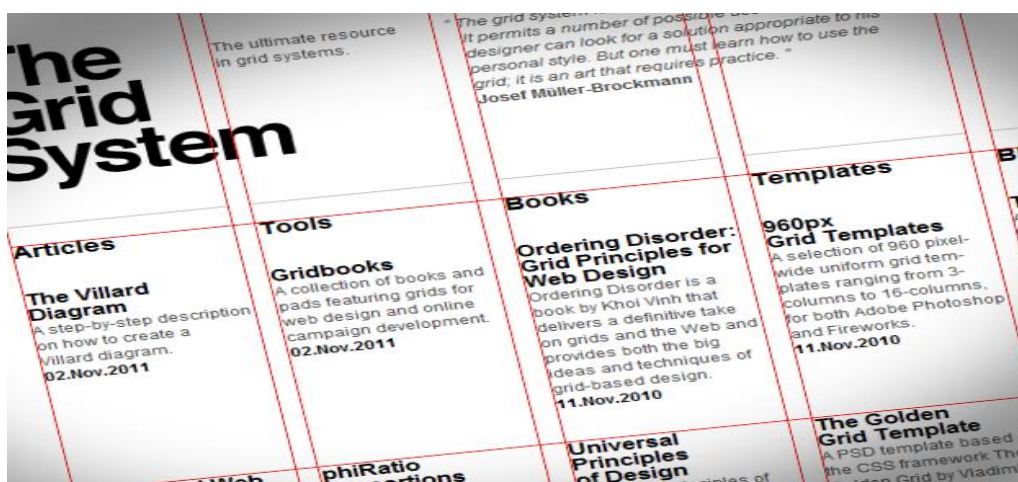 The
Grid
System
The ultimate resource
in grid systems.
" The grid system
It permits a number of possible
designer can look for a solution appropriate to his
personal style. But one must learn how to use the
grid; it is an art that requires practice. "
Josef Müller-Brockmann
Articles
The Villard
Diagram
A step-by-step description
on how to create a
Villard diagram.
02.Nov.2011
Tools
Gridbooks
A collection of books and
pads featuring grids for
web design and online
campaign development.
02.Nov.2011
phiRatio
Books
Ordering Disorder:
Grid Principles for
Web Design
Ordering Disorder is a
book by Khoi Vinh that
delivers a definitive take
on grids and the Web and
provides both the big
ideas and techniques of
grid-based design.
11.Nov.2010
Universal
Principles
of Design
Templates
960px
Grid Templates
A selection of 960 pixel-
wide uniform grid tem-
plates ranging from 3-
columns to 16-columns,
for both Adobe Photoshop
and Fireworks.
11.Nov.2010
The Golden
Grid Template
A PSD template based
the CSS framework The
Grid by